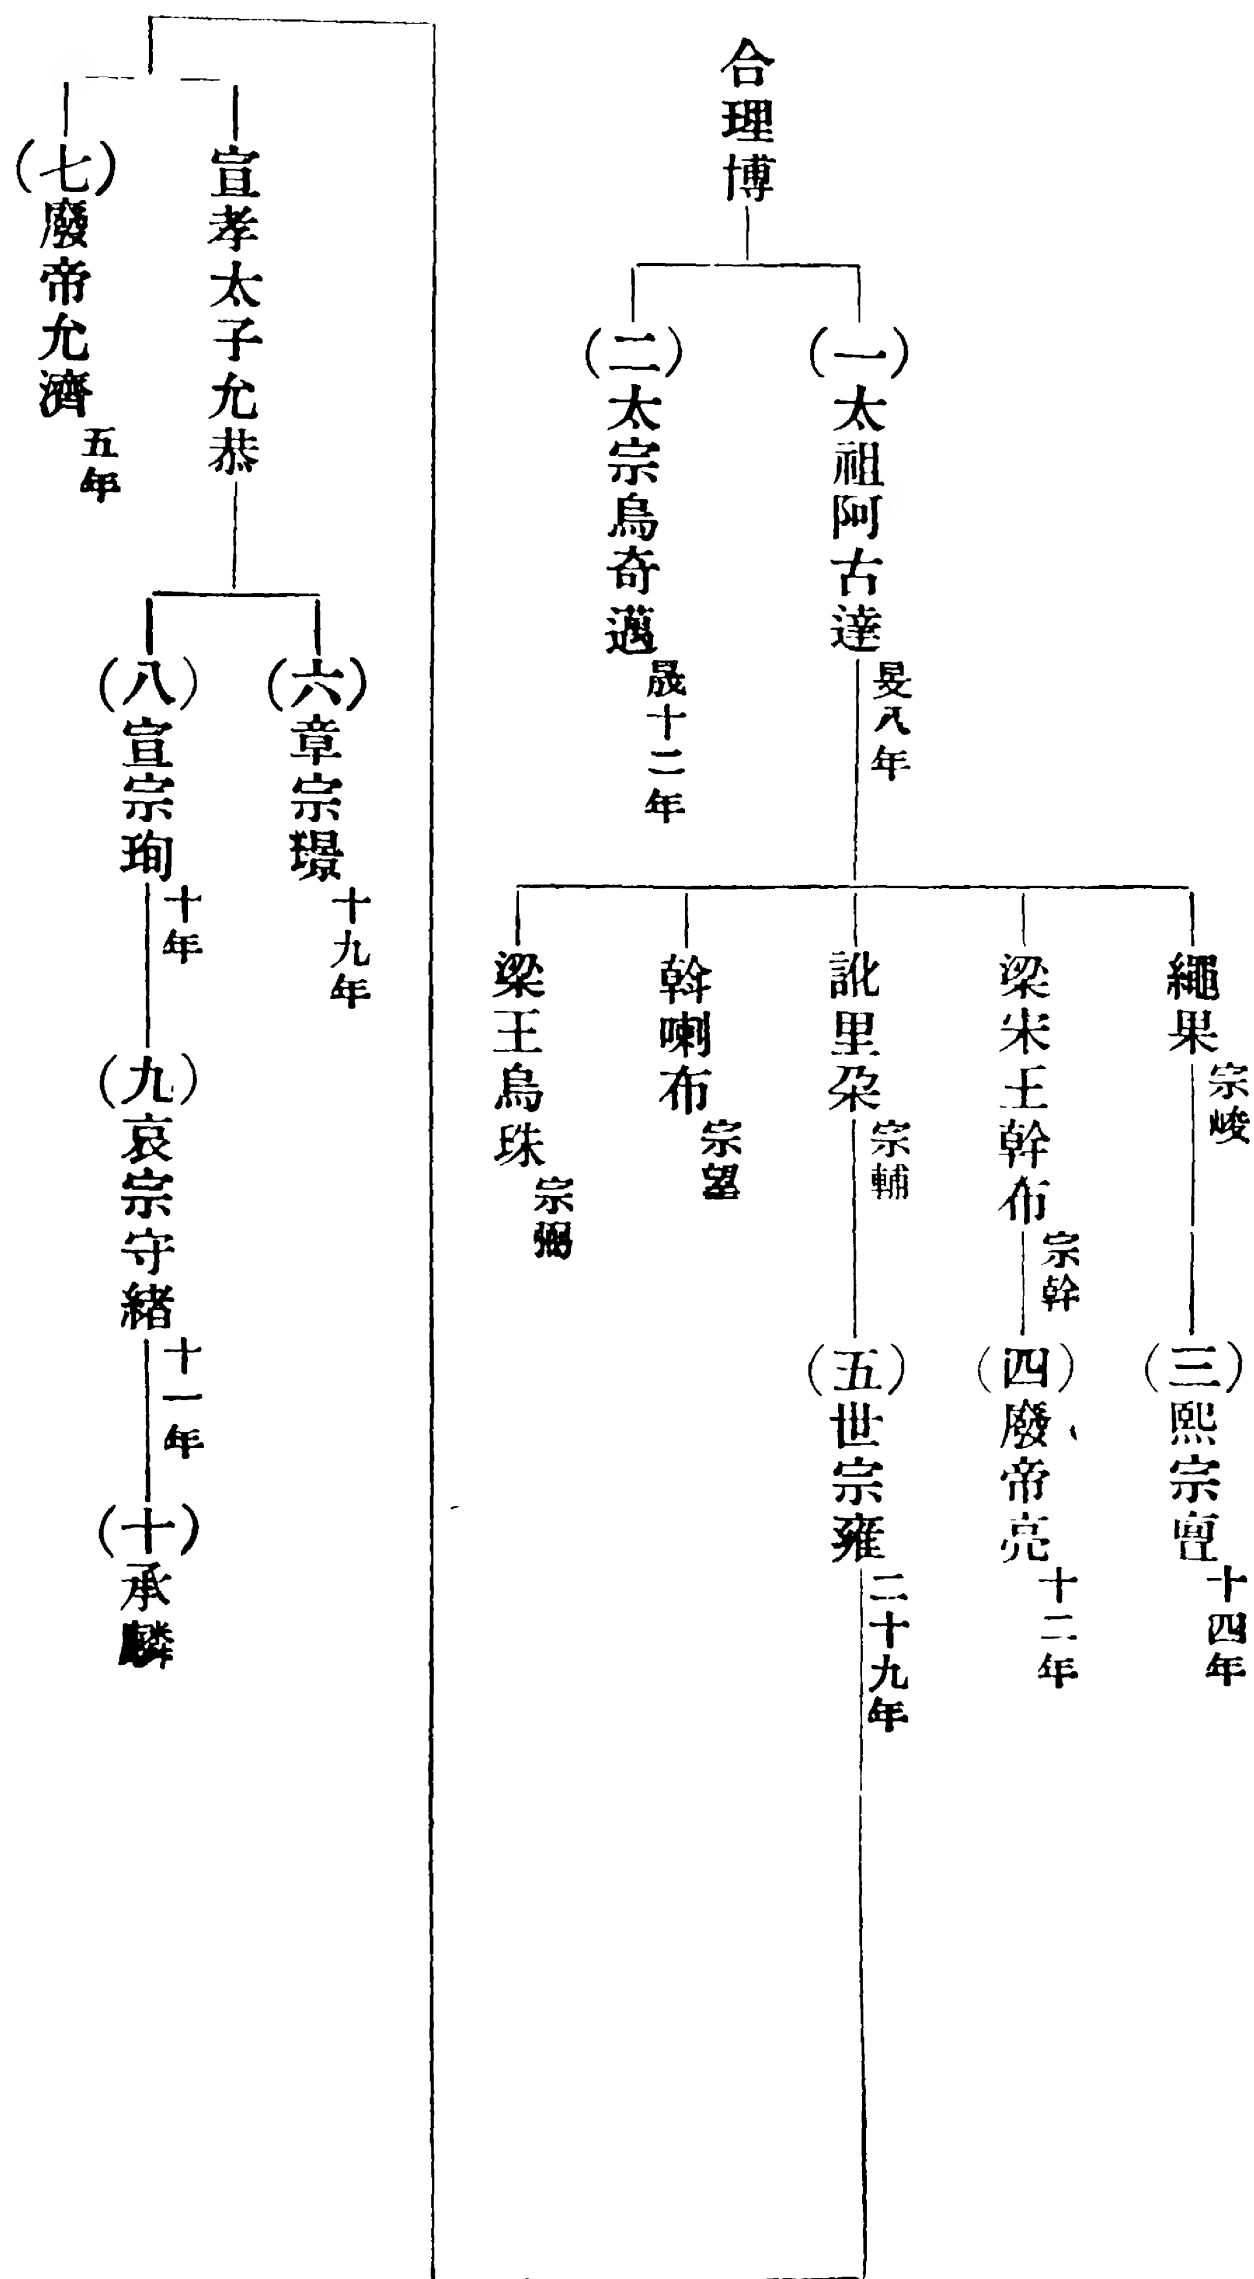 合理博
(一)太祖阿古達
旻八年
(二)太宗烏奇邁
晟十二年
繩果
宗峻
梁宋王幹布
宗幹
訛里朶
宗輔
斡喇布
宗望
梁王烏珠
宗弼
(三)熙宗亶
十四年
(四)廢帝亮
十二年
(五)世宗雍
二十九年
宣孝太子允恭
(七)廢帝允濟
五年
(六)章宗璟
十九年
(八)宣宗珣
十年
(九)哀宗守緒
十一年
(十)承麟